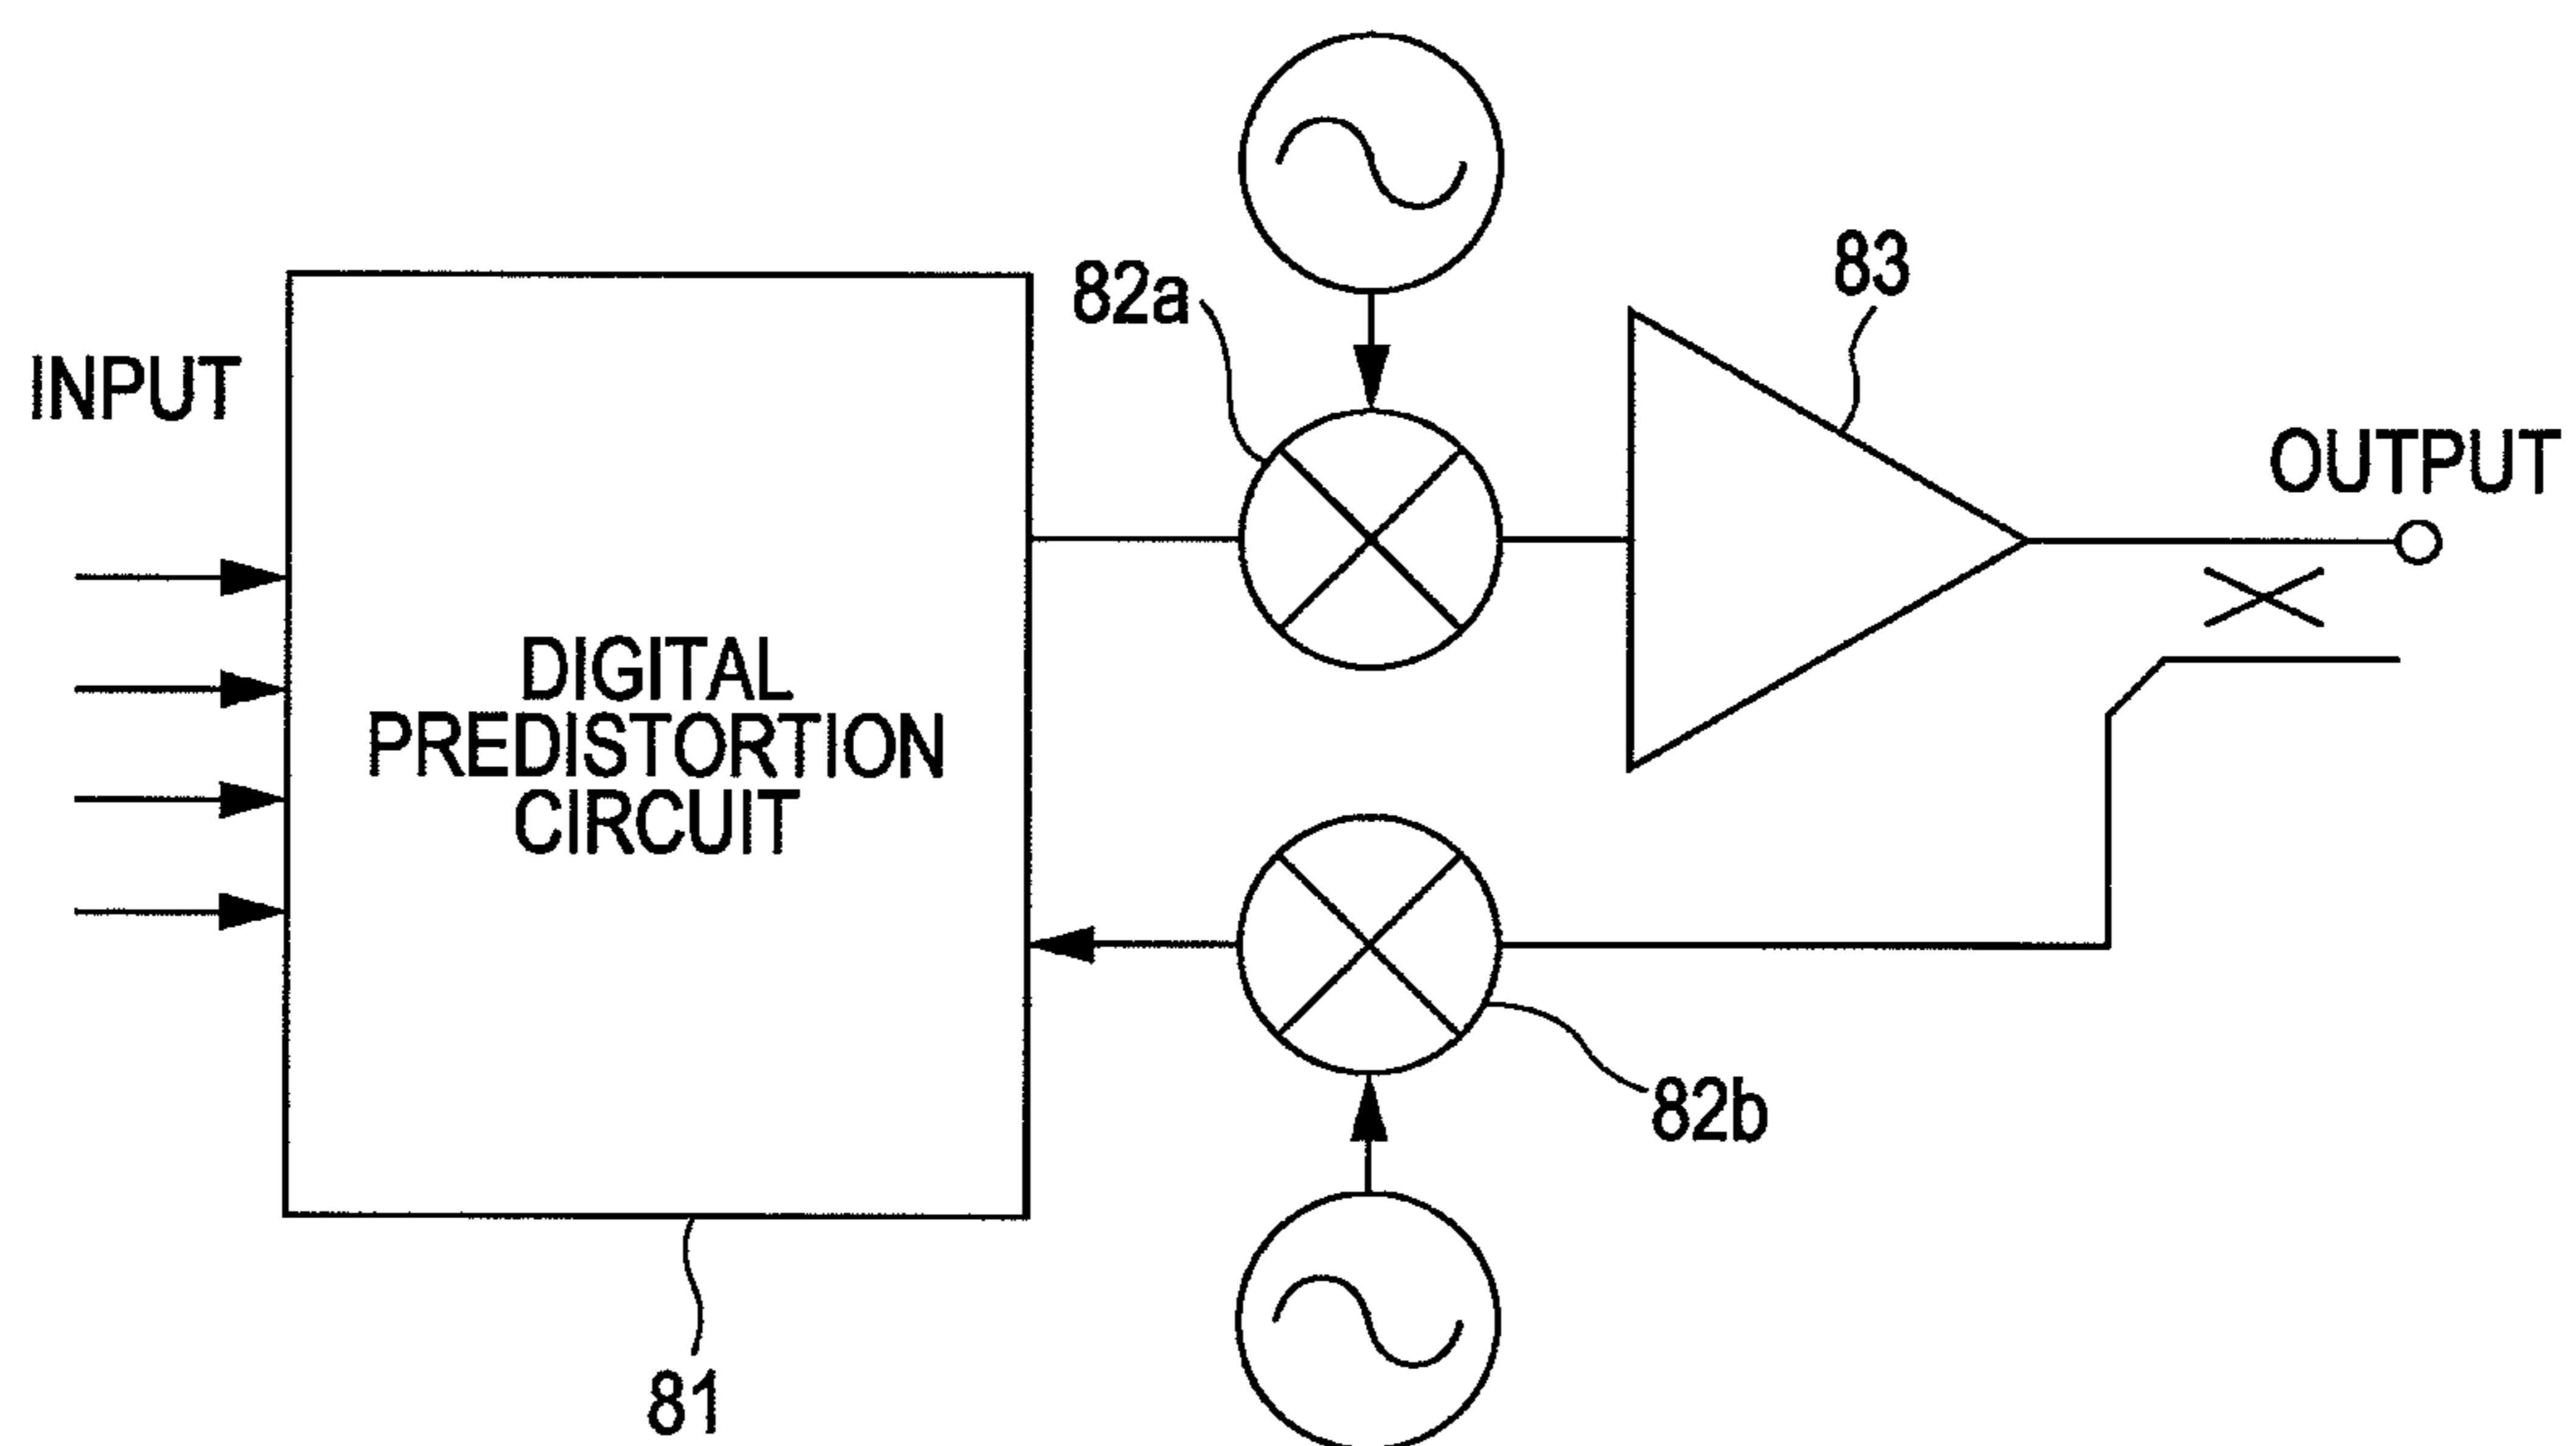 INPUT
82a
83
OUTPUT
DIGITAL
PREDISTORTION
CIRCUIT
82b
81